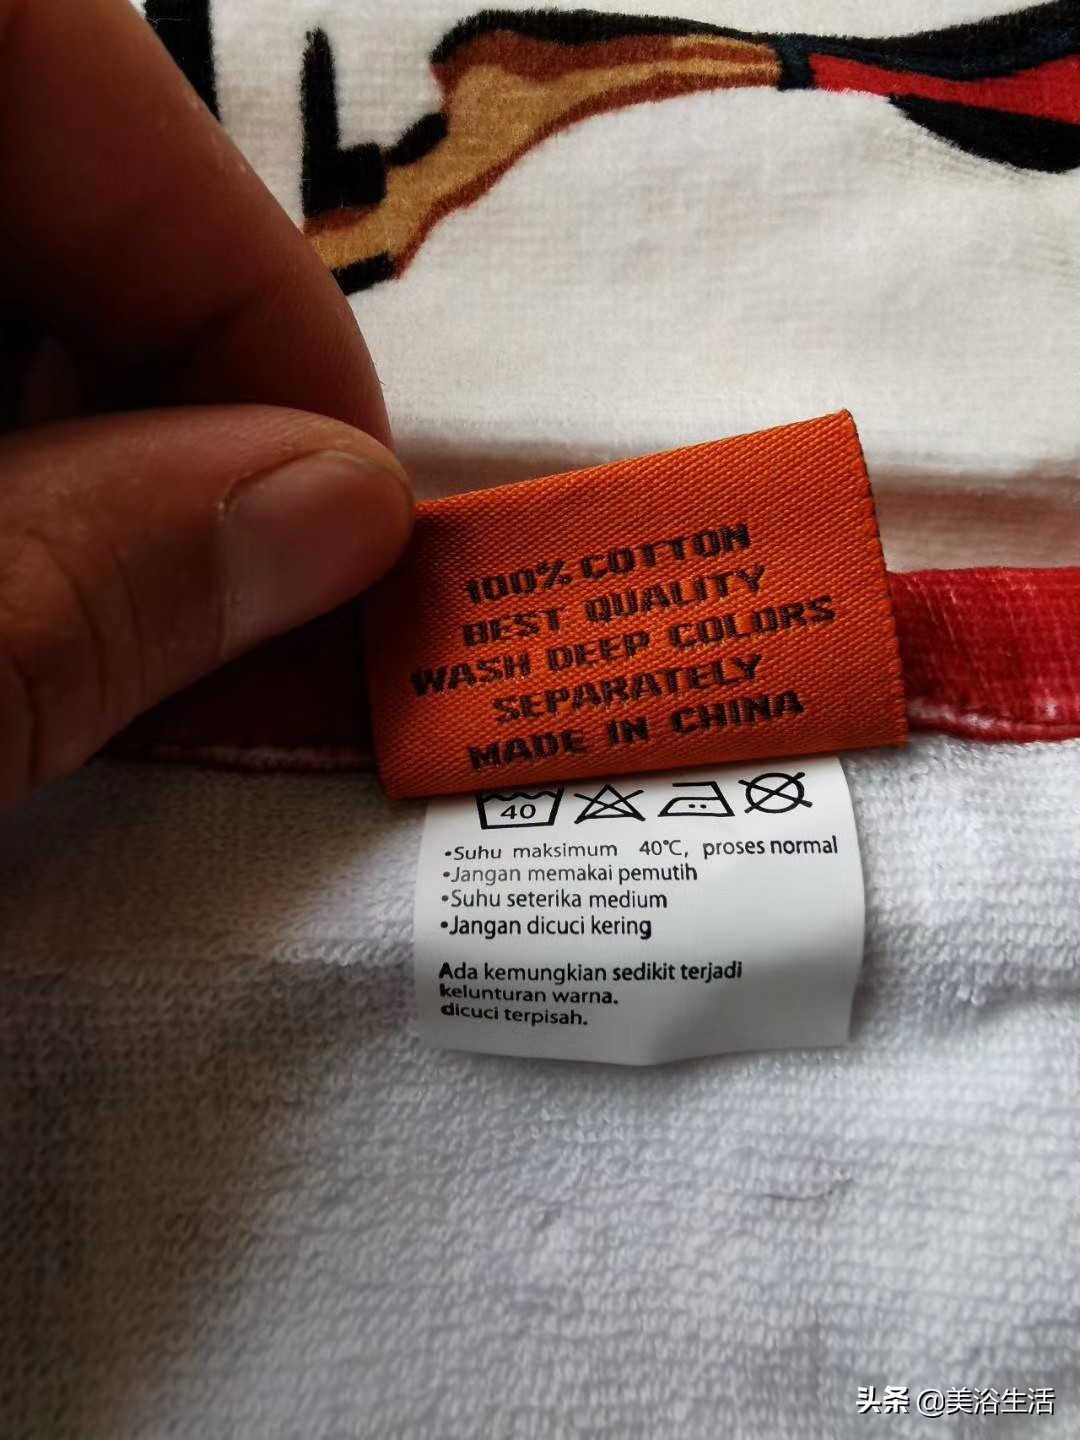 100% COTTON
BEST QUALITY
WASH DEEP COLORS
SEPARATELY
MADE IN CHINA
40
•Suhu maksimum 40℃, proses normal
•Jangan memakai pemutih
•Suhu seterika medium
•Jangan dicuci kering
Ada kemungkian sedikit terjadi
kelunturan warna.
dicuci terpisah.
头条 @美浴生活